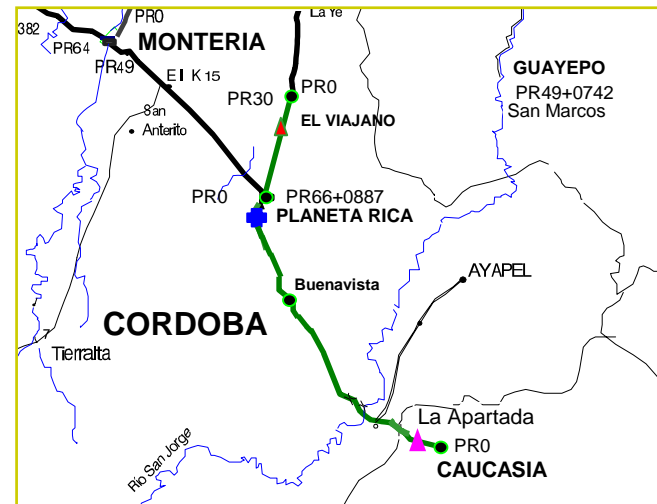 La Ye
PR0
382
MONTERIA
PR64
PR49
El K 15
GUAYEPO
PR49+0742
San Marcos
PR0
PR30
EL VIAJANO
San
Anterito
PR0
PR66+0887
PLANETA RICA
AYAPEL
Buenavista
CORDOBA
Tierralta
La Apartada
PR0
CAUCASIA
Rio San Jorge